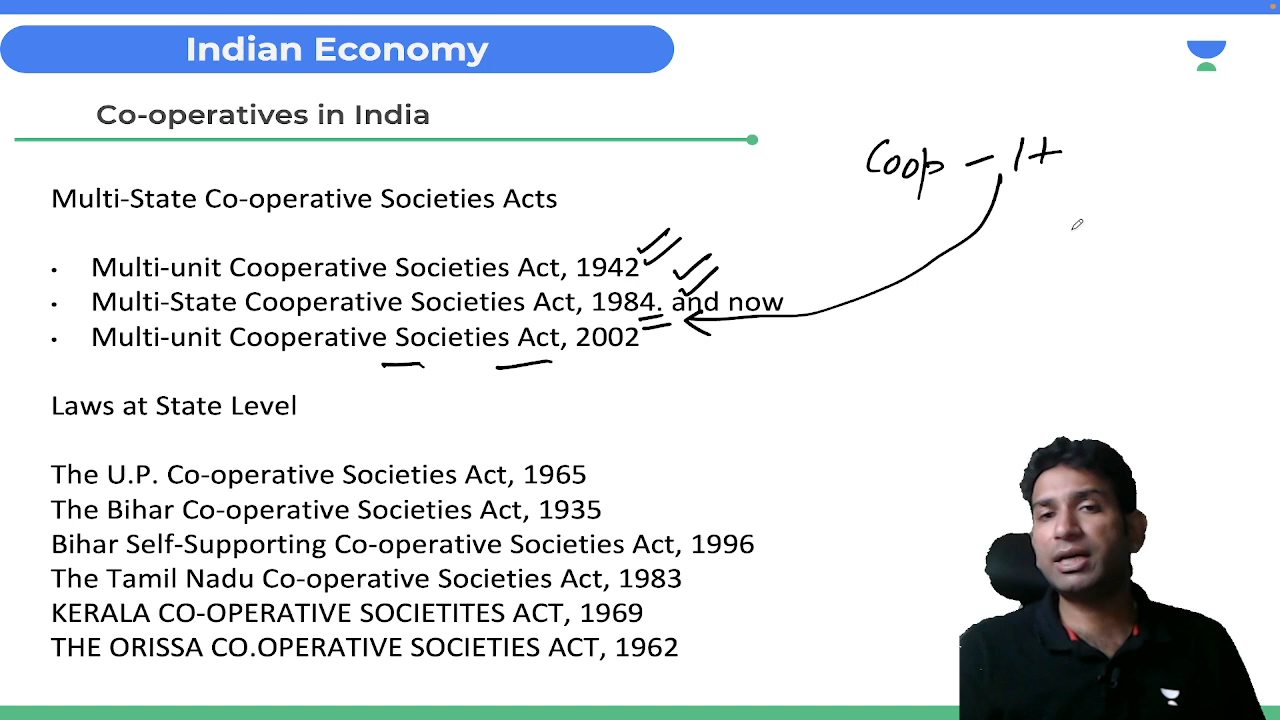 Indian Economy
Co-operatives in India
Coop - 1+
Multi-State Co-operative Societies Acts
• Multi-unit Cooperative Societies Act, 1942
• Multi-State Cooperative Societies Act, 1984. and now
• Multi-unit Cooperative Societies Act, 2002
Laws at State Level
The U.P. Co-operative Societies Act, 1965
The Bihar Co-operative Societies Act, 1935
Bihar Self-Supporting Co-operative Societies Act, 1996
The Tamil Nadu Co-operative Societies Act, 1983
KERALA CO-OPERATIVE SOCIETITES ACT, 1969
THE ORISSA CO.OPERATIVE SOCIETIES ACT, 1962